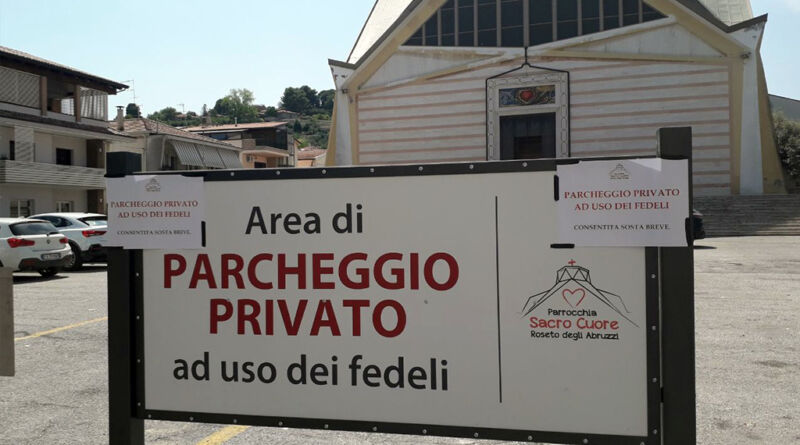 PARCHEGGIO PRIVATO
AD USO DEI FEDELI
CONSENTITA SOSTA BREVE
PARCHEGGIO PRIVATO
AD USO DEI FEDELI
CONSENTITA SOSTA BREVE
Area di
PARCHEGGIO
PRIVATO
ad uso dei fedeli
Parrocchia
Sacro Cuore
Roseto degli Abruzzi